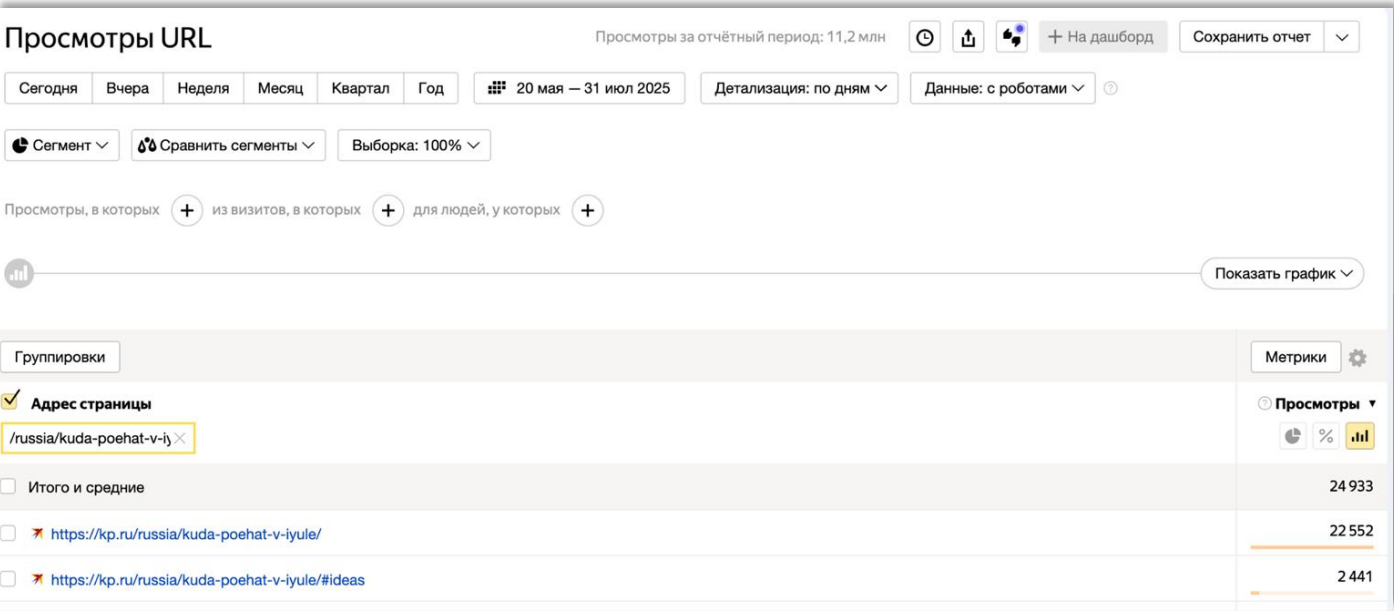 Просмотры URL
Просмотры за отчётный период: 11,2 млн
+ На дашборд
Сохранить отчет
Сегодня Вчера Неделя Месяц Квартал Год
20 мая — 31 июл 2025
Детализация: по дням
Данные: с роботами
?
Сегмент
Сравнить сегменты
Выборка: 100%
Просмотры, в которых + из визитов, в которых + для людей, у которых +
Показать график
Группировки
Метрики
Адрес страницы
? Просмотры ▼
/russia/kuda-poehat-v-iy
%
Итого и средние 24 933
https://kp.ru/russia/kuda-poehat-v-iyule/ 22 552
https://kp.ru/russia/kuda-poehat-v-iyule/#ideas 2 441